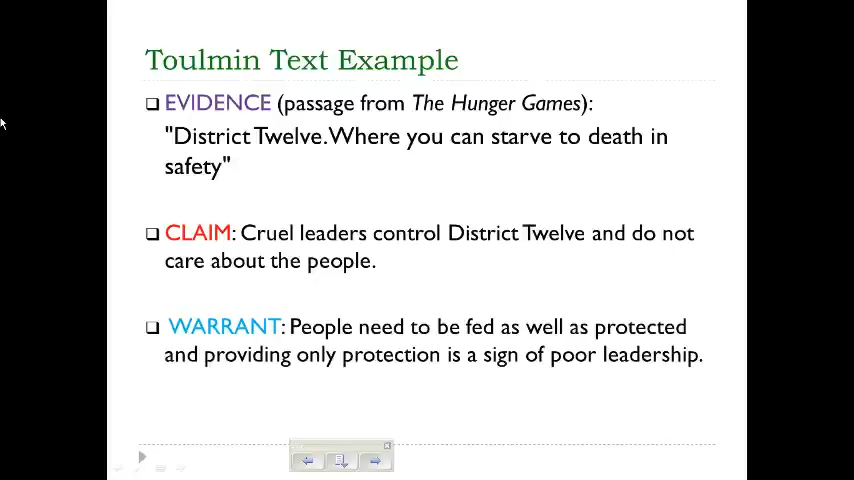 Toulmin Text Example
EVIDENCE (passage from The Hunger Games):
"District Twelve. Where you can starve to death in
safety"
CLAIM: Cruel leaders control District Twelve and do not
care about the people.
WARRANT: People need to be fed as well as protected
and providing only protection is a sign of poor leadership.